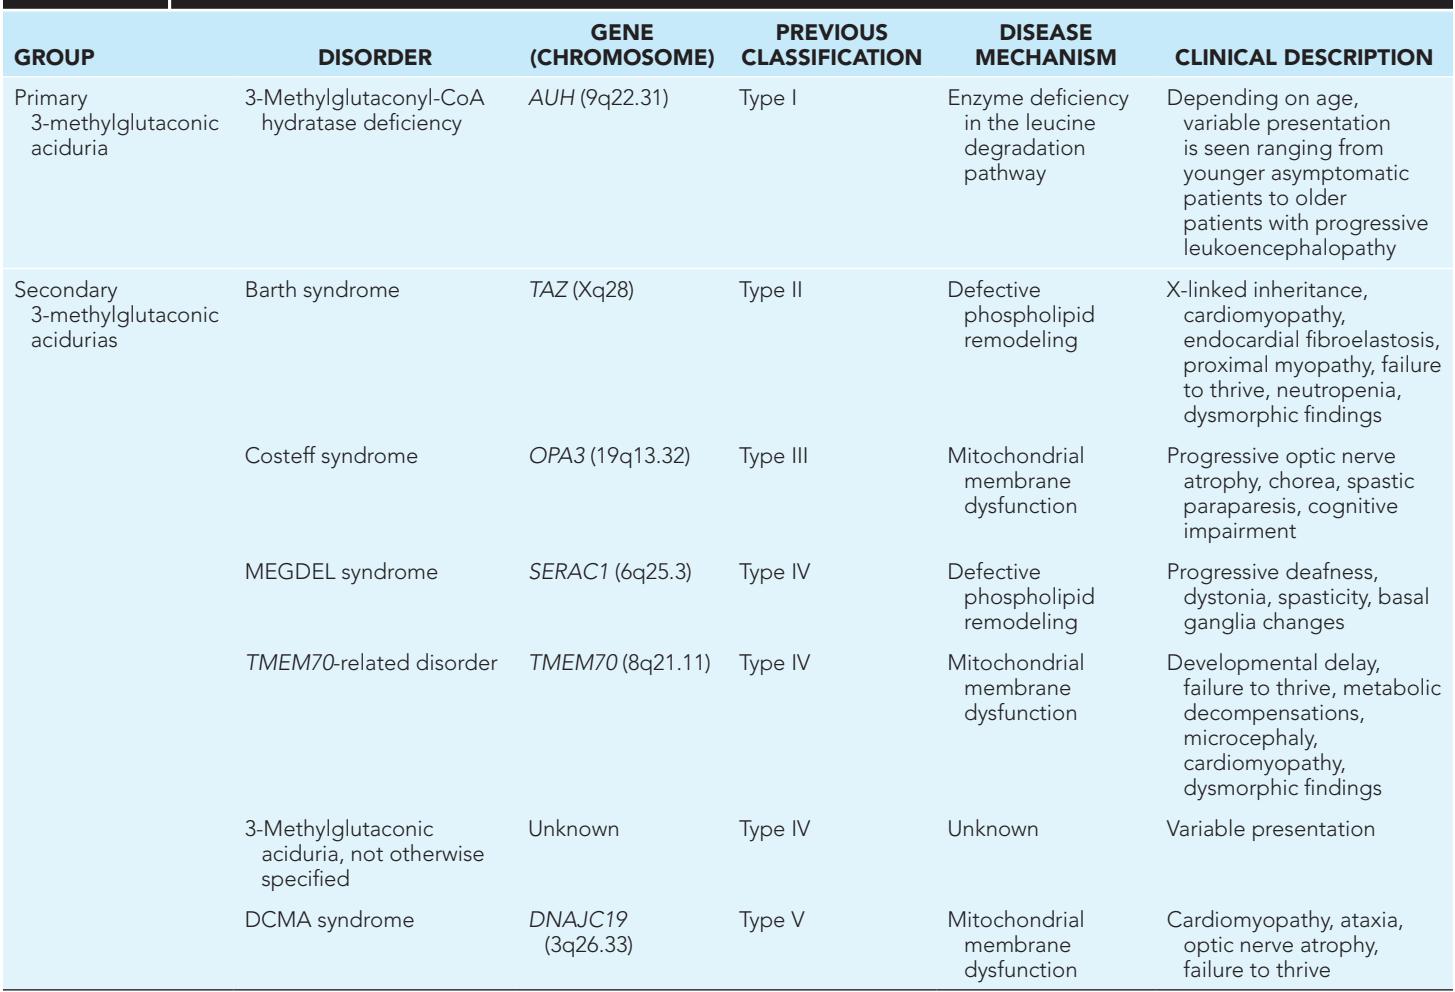 GROUP DISORDER GENE (CHROMOSOME) PREVIOUS CLASSIFICATION DISEASE MECHANISM CLINICAL DESCRIPTION
Primary
3-methylglutaconic
aciduria
3-Methylglutaconyl-CoA
hydratase deficiency
AUH (9q22.31)
Type I
Enzyme deficiency
in the leucine
degradation
pathway
Depending on age,
variable presentation
is seen ranging from
younger asymptomatic
patients to older
patients with progressive
leukoencephalopathy
Secondary
3-methylglutaconic
acidurias
Barth syndrome
TAZ (Xq28)
Type II
Defective
phospholipid
remodeling
X-linked inheritance,
cardiomyopathy,
endocardial fibroelastosis,
proximal myopathy, failure
to thrive, neutropenia,
dysmorphic findings
Costeff syndrome
OPA3 (19q13.32)
Type III
Mitochondrial
membrane
dysfunction
Progressive optic nerve
atrophy, chorea, spastic
paraparesis, cognitive
impairment
MEGDEL syndrome
SERAC1 (6q25.3)
Type IV
Defective
phospholipid
remodeling
Progressive deafness,
dystonia, spasticity, basal
ganglia changes
TMEM70-related disorder
TMEM70 (8q21.11)
Type IV
Mitochondrial
membrane
dysfunction
Developmental delay,
failure to thrive, metabolic
decompensations,
microcephaly,
cardiomyopathy,
dysmorphic findings
3-Methylglutaconic
aciduria, not otherwise
specified
Unknown
Type IV
Unknown
Variable presentation
DCMA syndrome
DNAJC19
(3q26.33)
Type V
Mitochondrial
membrane
dysfunction
Cardiomyopathy, ataxia,
optic nerve atrophy,
failure to thrive